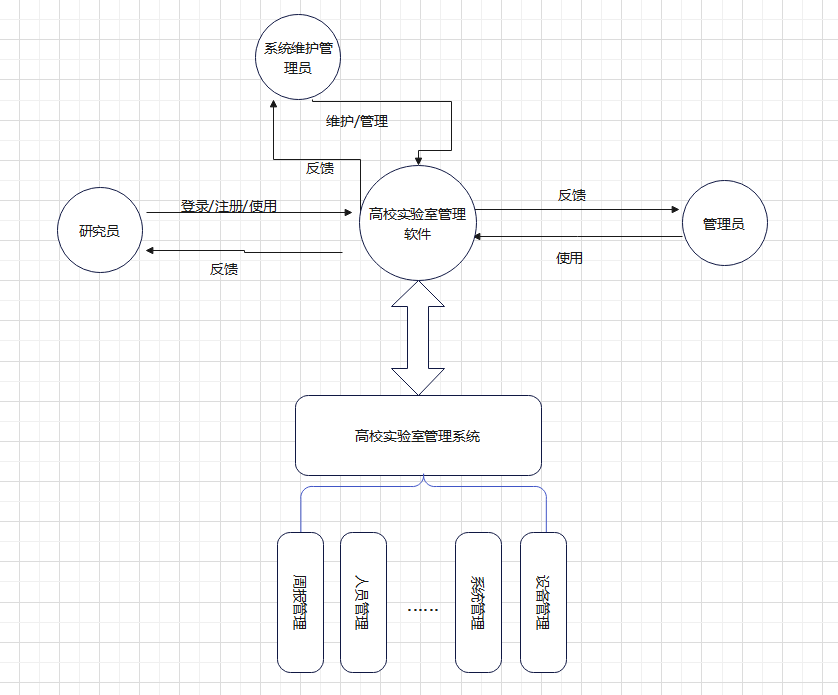 系统维护管
理员
维护/管理
反馈
登录/注册/使用
研究员
反馈
高校实验室管理
软件
反馈
管理员
使用
高校实验室管理系统
周报管理
人员管理
......
系统管理
设备管理